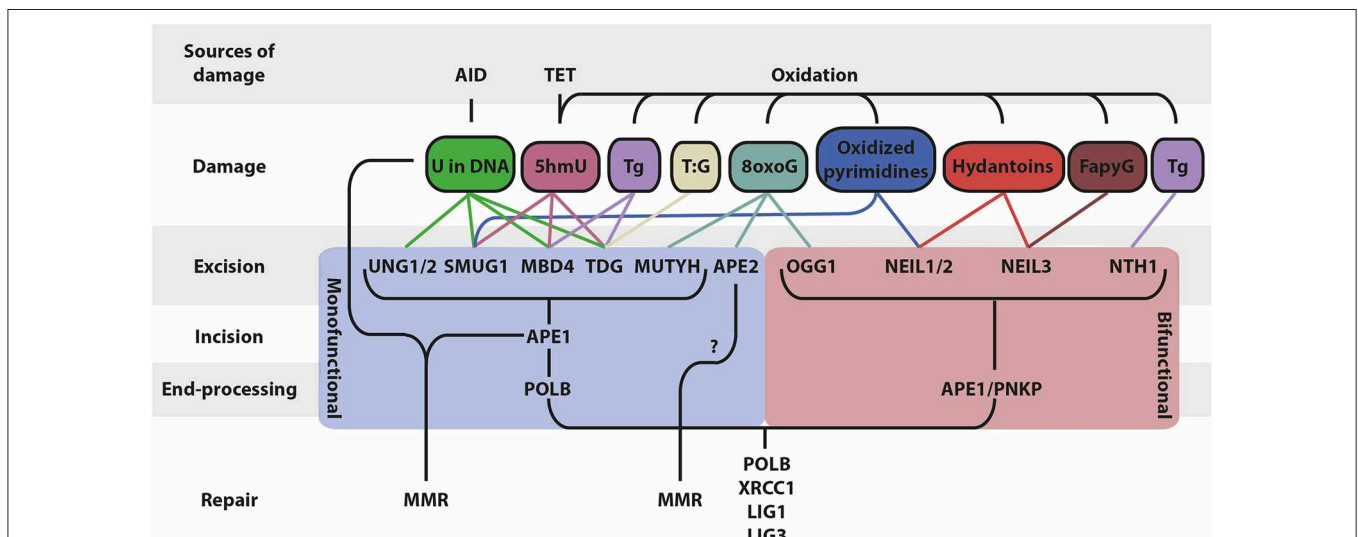 Sources of
damage
AID
TET
Oxidation
Damage
U in DNA
5hmU
Tg
T:G
8oxoG
Oxidized
pyrimidines
Hydantoins
FapyG
Tg
Excision
UNG1/2 SMUG1 MBD4 TDG MUTYH APE2 OGG1 NEIL1/2 NEIL3 NTH1
Monofunctional
Bifunctional
Incision
APE1
?
End-processing
POLB
APE1/PNKP
Repair
MMR
MMR
POLB
XRCC1
LIG1
LIG3